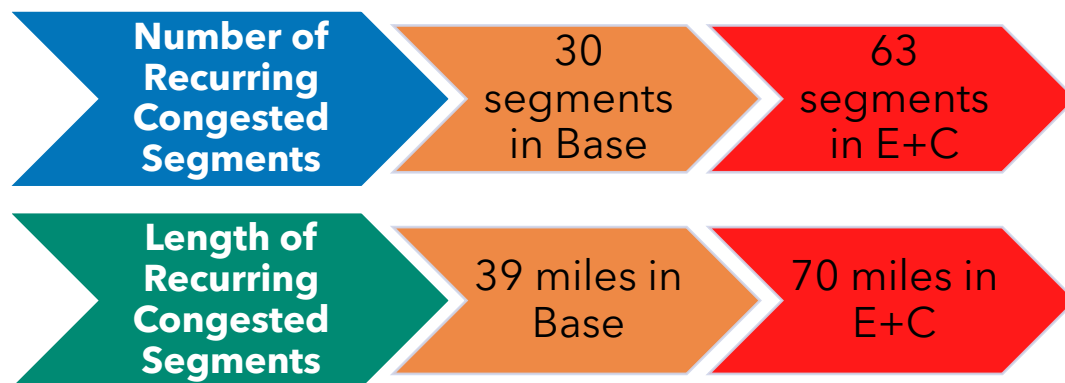 Number of
Recurring
Congested
Segments
30
segments
in Base
63
segments
in E+C
Length of
Recurring
Congested
Segments
39 miles in
Base
70 miles in
E+C